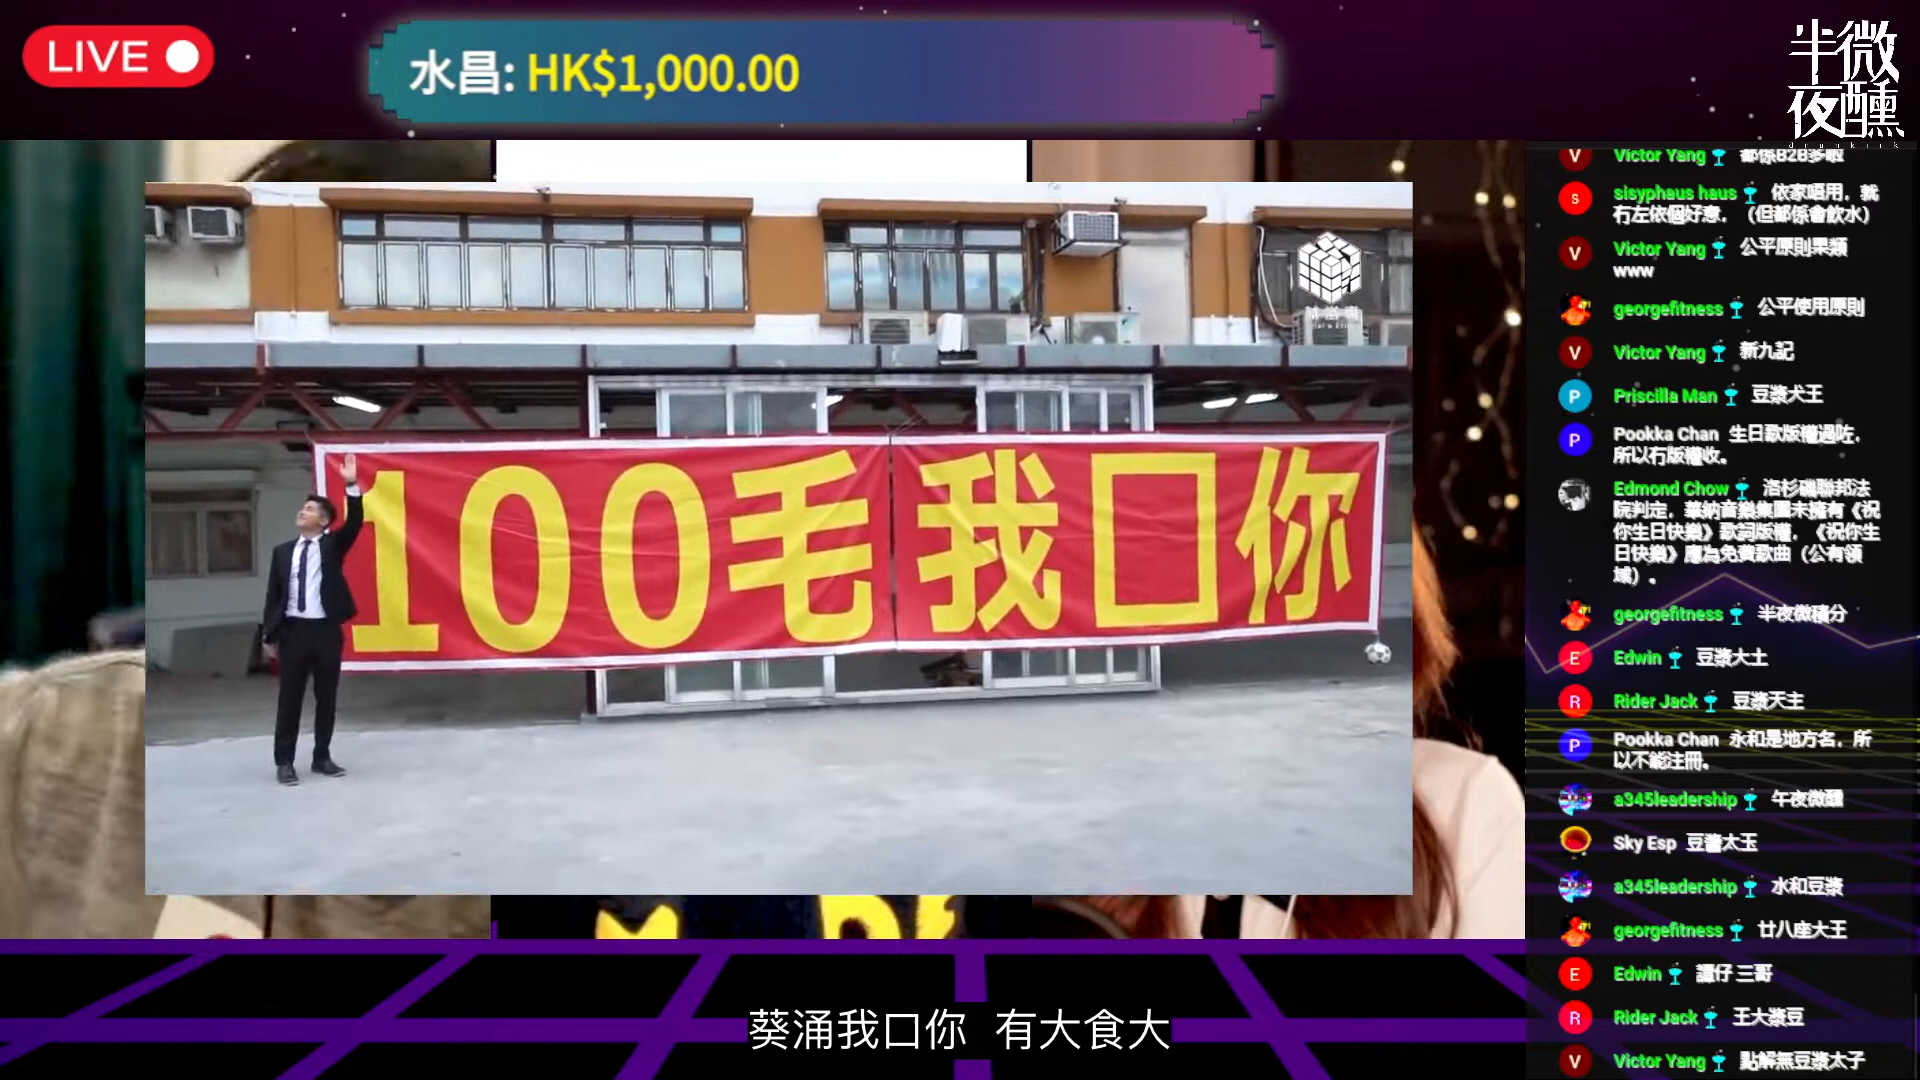 LIVE
水昌: HK$1,000.00
半微
夜醺
drunkink
100毛我口你
葵涌我口你 有大食大
Victor Yang 都係B2B多啦
sisyphaus haus 依家唔用，就
冇左依個好意，（但都係會飲水）
Victor Yang 公平原則果類
www
georgefitness 公平使用原則
Victor Yang 新九記
Priscilla Man 豆漿犬王
Pookka Chan 生日歌版權過咗，
所以冇版權收。
Edmond Chow 洛杉磯聯邦法
院判定，華納音樂集團未擁有《祝
你生日快樂》歌詞版權，《祝你生
日快樂》應為免費歌曲（公有領
域）。
georgefitness 半夜微積分
Edwin 豆漿大土
Rider Jack 豆漿天主
Pookka Chan 永和是地方名，所
以不能注冊。
a345leadership 午夜微醺
Sky Esp 豆醬太玉
a345leadership 水和豆漿
georgefitness 廿八座大王
Edwin 譚仔 三哥
Rider Jack 王大漿豆
Victor Yang 點解無豆漿太子